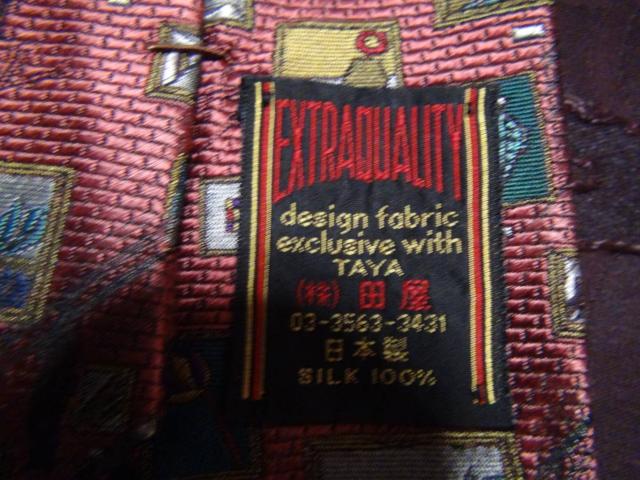 EXTRAQUALITY
design fabric
exclusive with
TAYA
(株) 田屋
03-3563-3431
日本製
SILK 100%